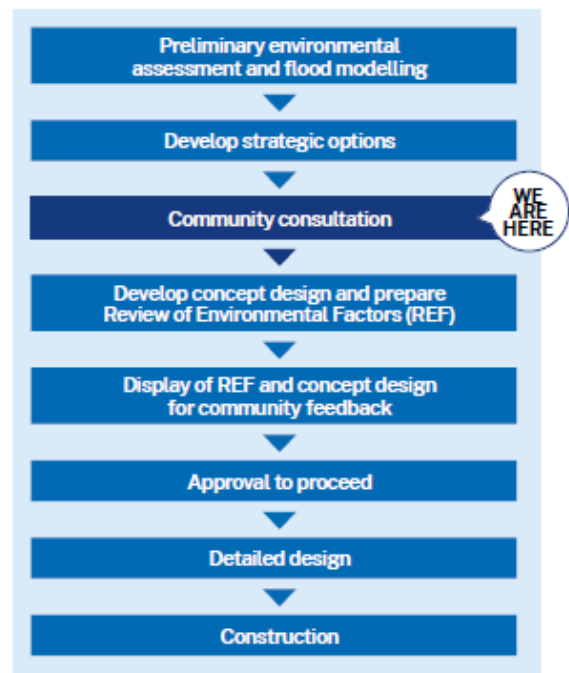 Preliminary environmental
assessment and flood modelling
Develop strategic options
Community consultation
WE
ARE
HERE
Develop concept design and prepare
Review of Environmental Factors (REF)
Display of REF and concept design
for community feedback
Approval to proceed
Detailed design
Construction